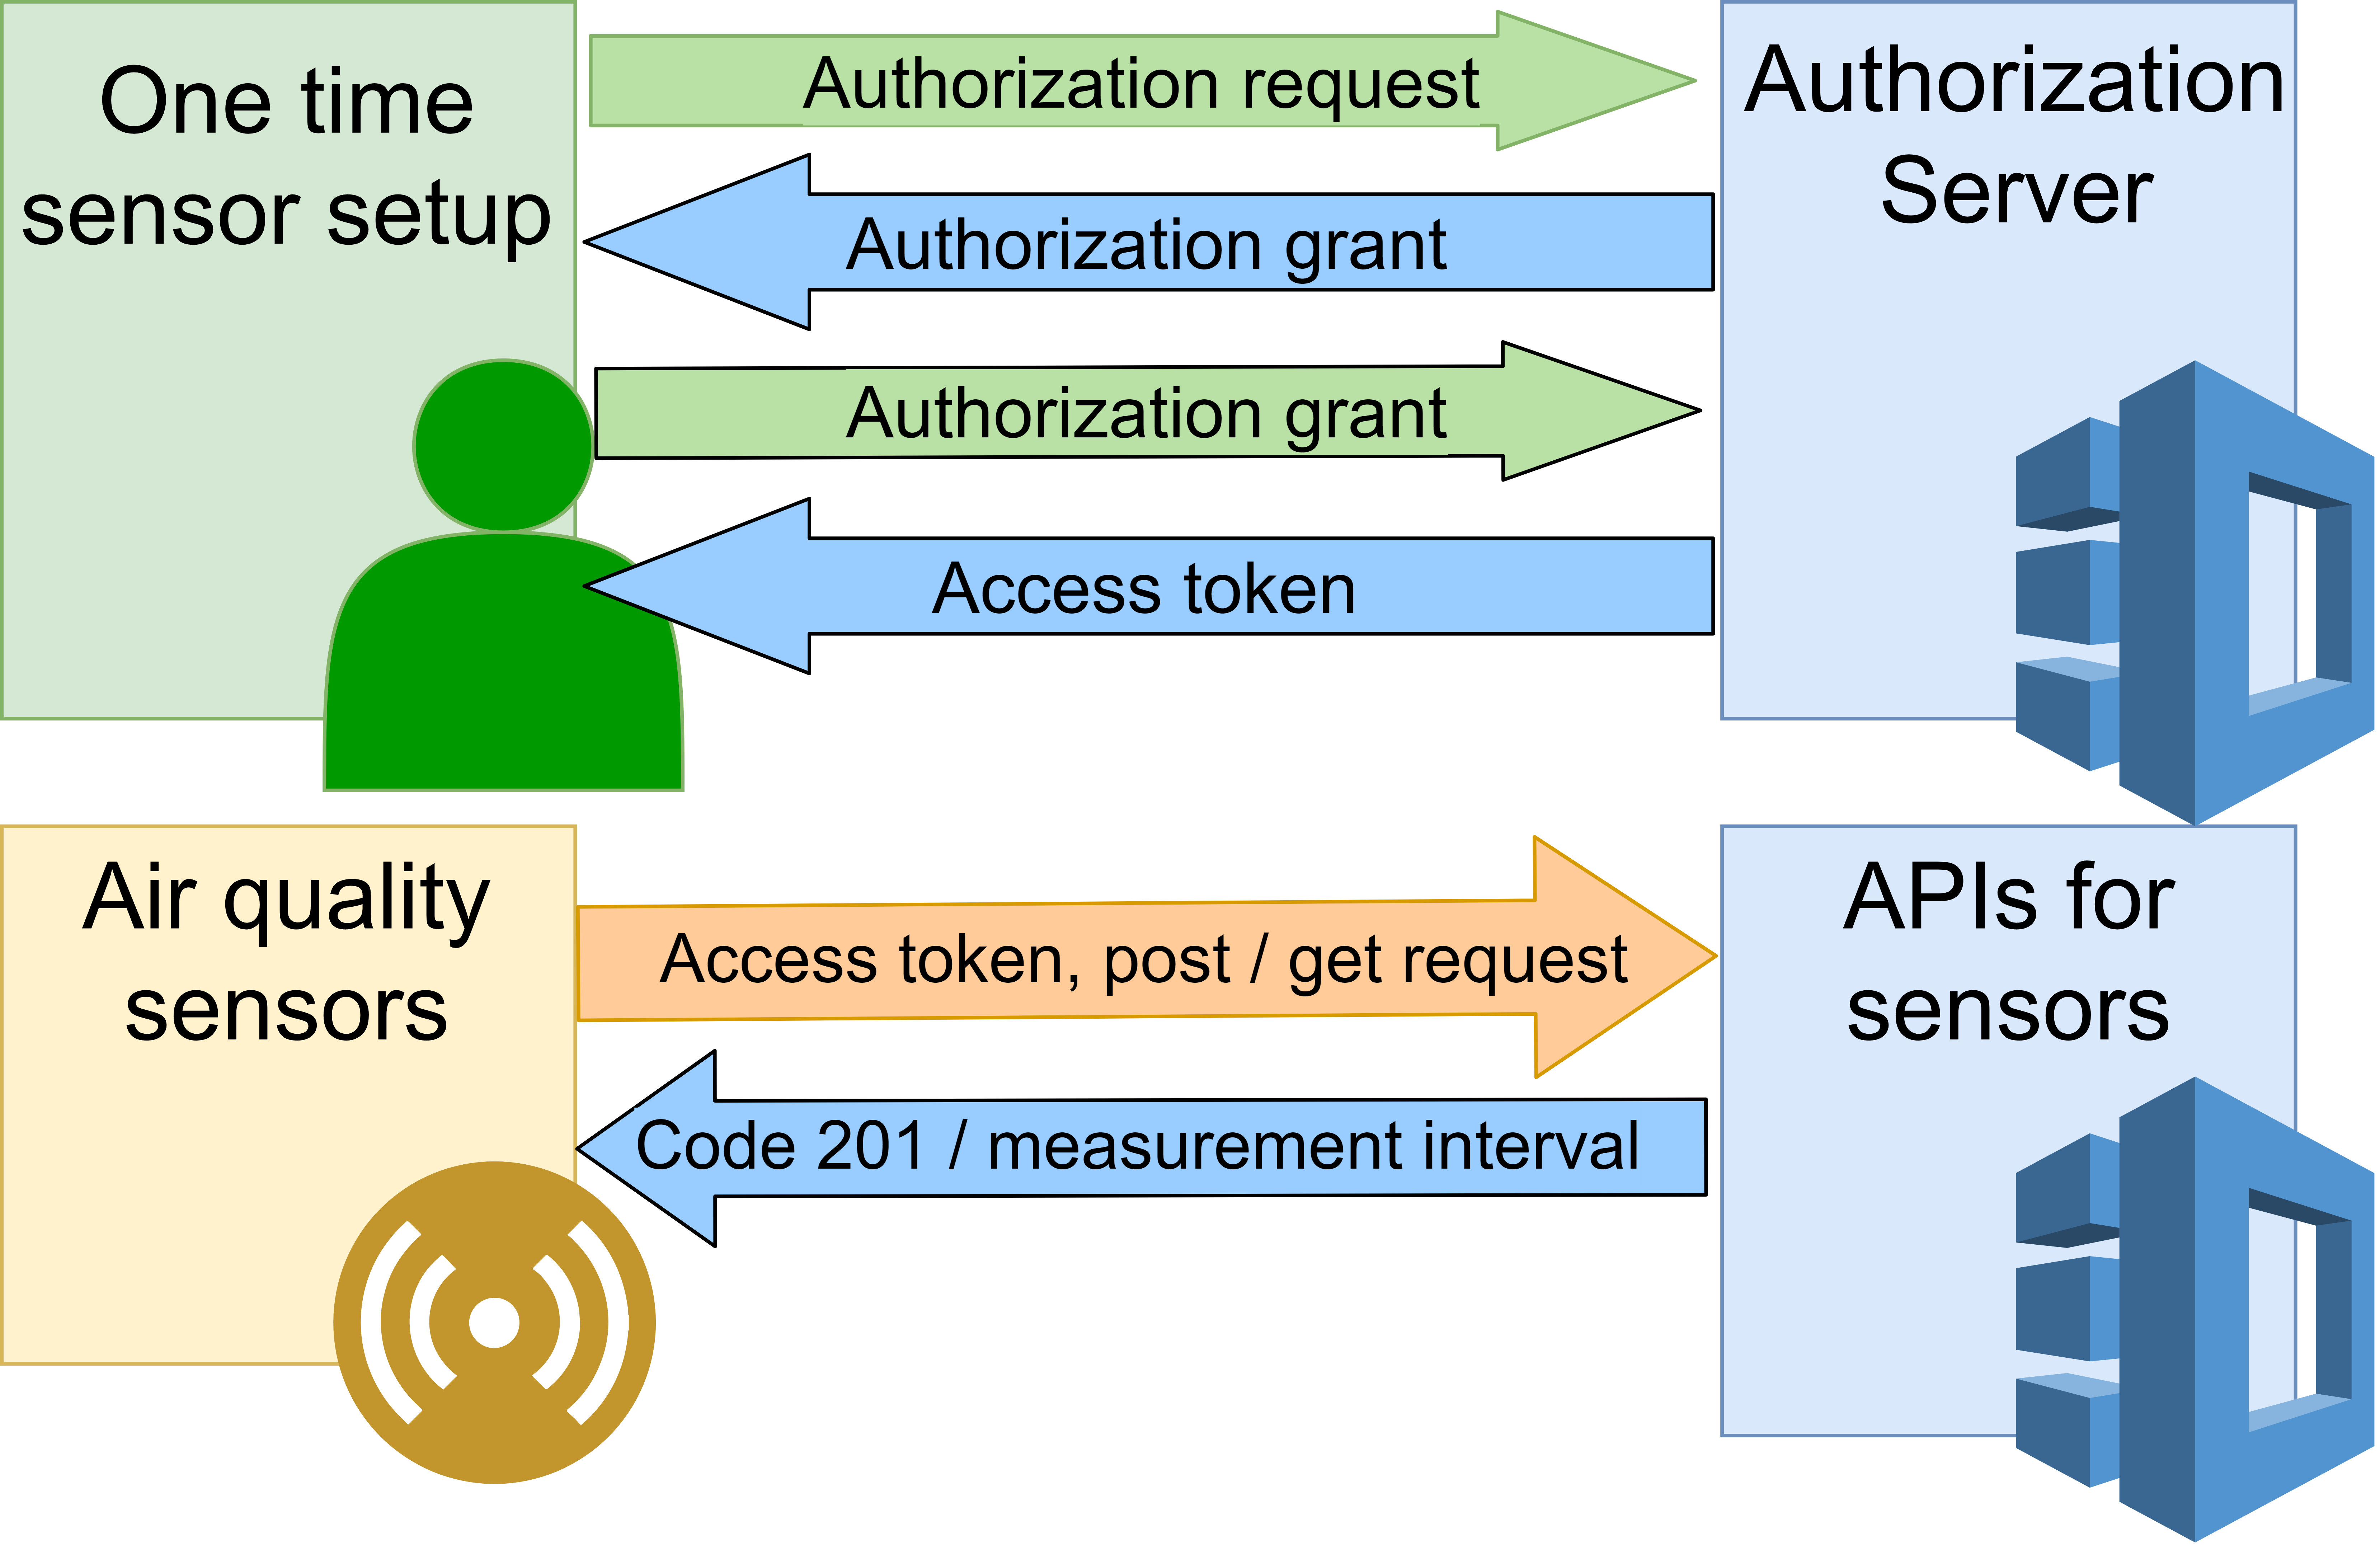 One time
sensor setup
Authorization request
Authorization grant
Authorization grant
Access token
Authorization
Server
Air quality
sensors
Access token, post / get request
Code 201 / measurement interval
APIs for
sensors